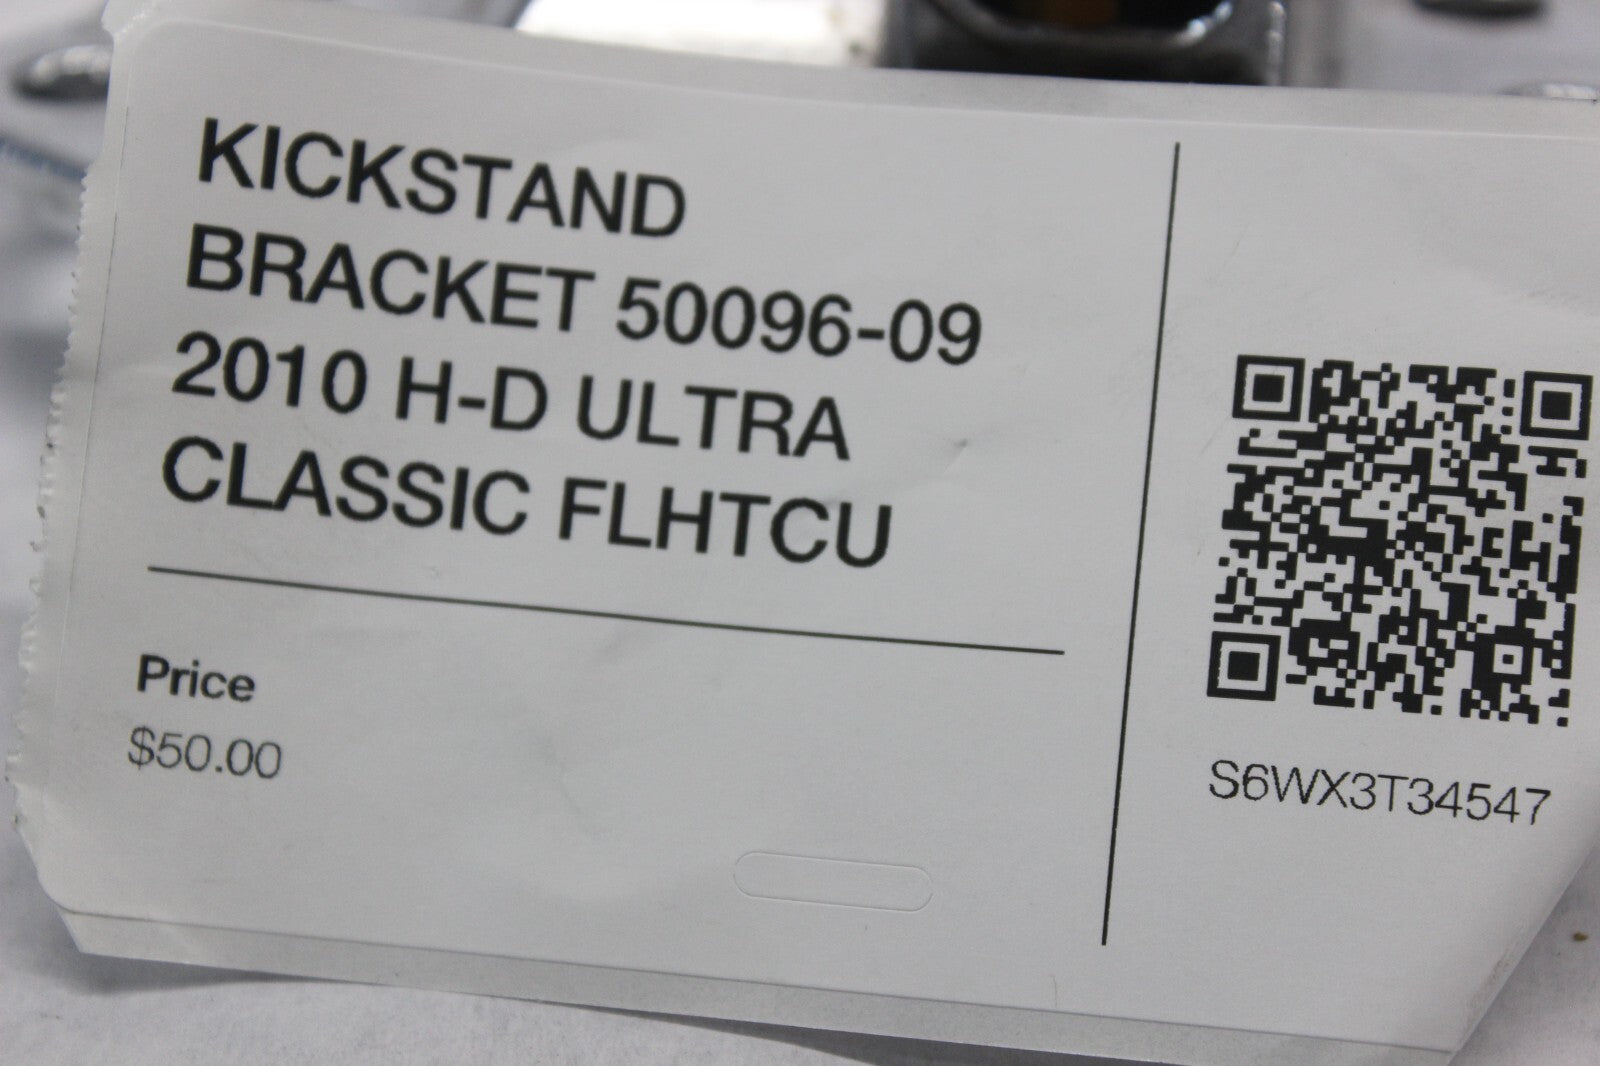 KICKSTAND
BRACKET 50096-09
2010 H-D ULTRA
CLASSIC FLHTCU
Price
$50.00
S6WX3T34547